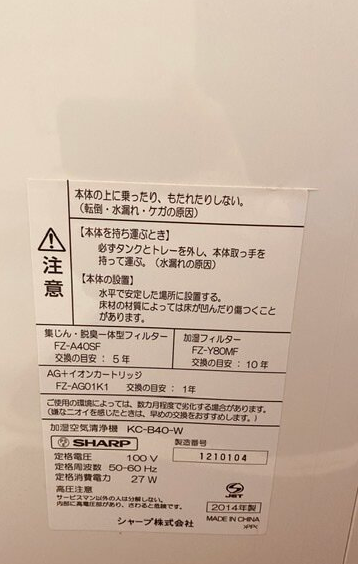 本体の上に乗ったり、もたれたりしない。
(転倒・水漏れ・ケガの原因)
注意
【本体を持ち運ぶとき】
必ずタンクとトレーを外し、本体取っ手を
持って運ぶ。(水漏れの原因)
【本体の設置】
水平で安定した場所に設置する。
床材の材質によっては床が凹んだり傷つくこと
があります。
集じん・脱臭一体型フィルター
FZ-A40SF
交換の目安:5年
加湿フィルター
FZ-Y80MF
交換の目安:10年
AG+イオンカートリッジ
FZ-AG01K1 交換の目安:1年
ご使用の環境によっては、数カ月程度で劣化する場合があります。
(嫌なニオイを感じたときは、早めの交換をおすすめします。)
加湿空気清浄機 KC-B40-W
SHARP 製造番号
1210104
定格電圧 100 V
定格周波数 50-60 Hz
定格消費電力 27 W
高圧注意
サービスマン以外の人は分解しない。
内部に高電圧部があり、さわると危険です。
シャープ株式会社
S
JET
2014年製
MADE IN CHINA